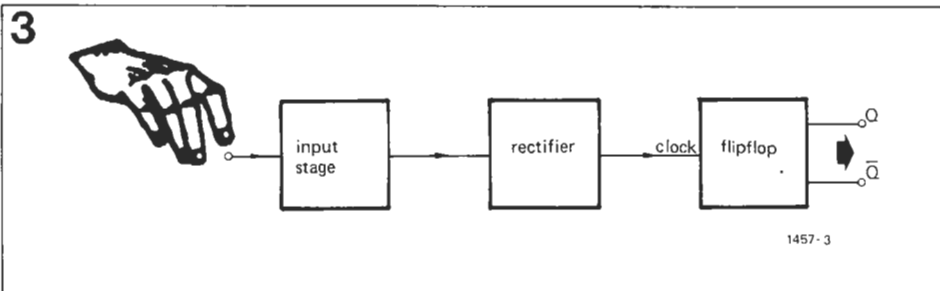 3
input
stage
rectifier
clock
flipflop
Q
Q̅
1457-3